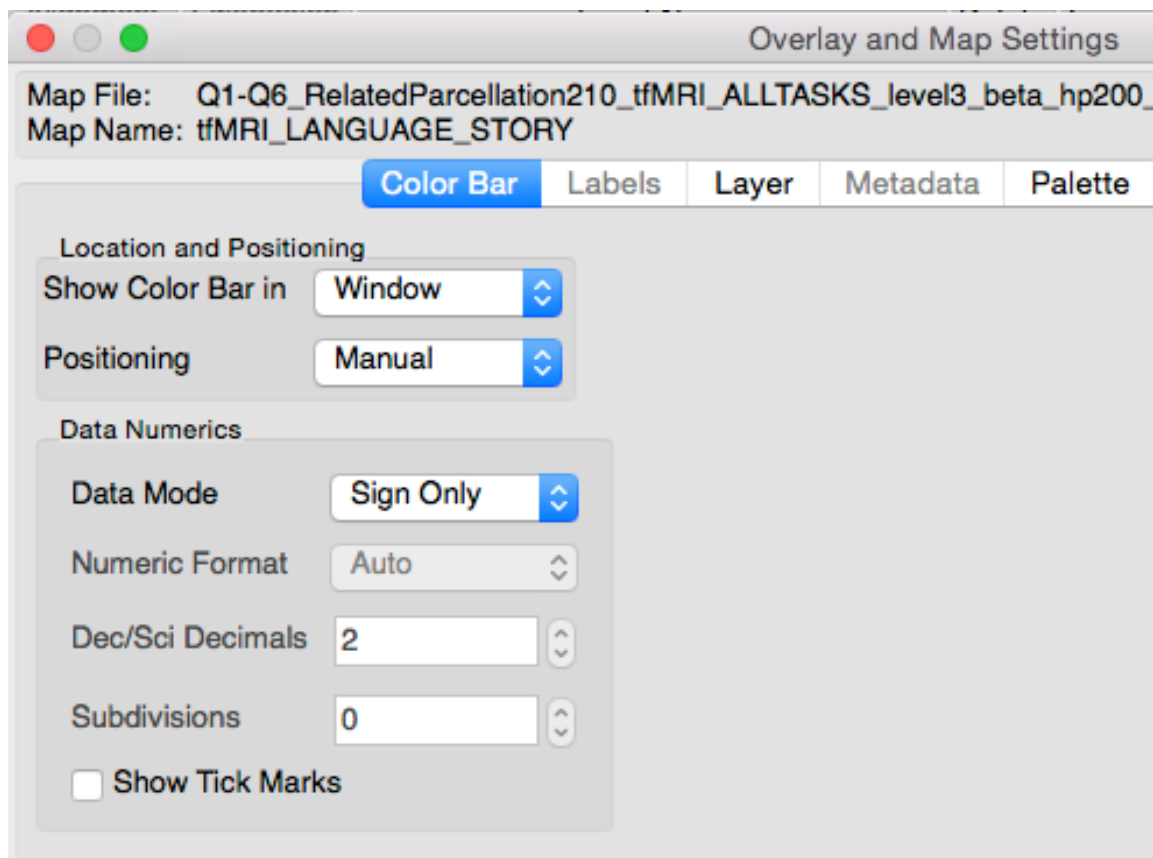 Overlay and Map Settings
Map File: Q1-Q6_RelatedParcellation210_tfMRI_ALLTASKS_level3_beta_hp200_
Map Name: tfMRI_LANGUAGE_STORY
Color Bar Labels Layer Metadata Palette
Location and Positioning
Show Color Bar in Window
Positioning Manual
Data Numerics
Data Mode Sign Only
Numeric Format Auto
Dec/Sci Decimals 2
Subdivisions 0
Show Tick Marks